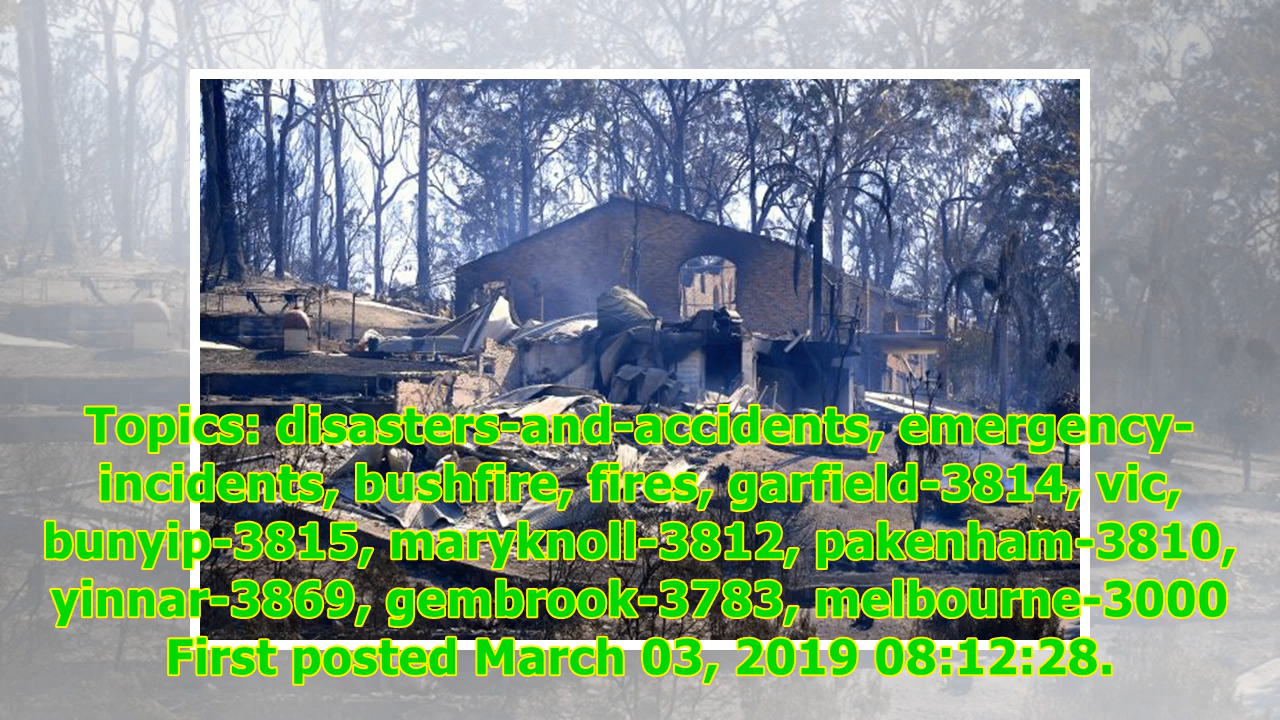 Topics: disasters-and-accidents, emergency-
incidents, bushfire, fires, garfield-3814, vic,
bunyip-3815, maryknoll-3812, pakenham-3810,
yinnar-3869, gembrook-3783, melbourne-3000
First posted March 03, 2019 08:12:28.